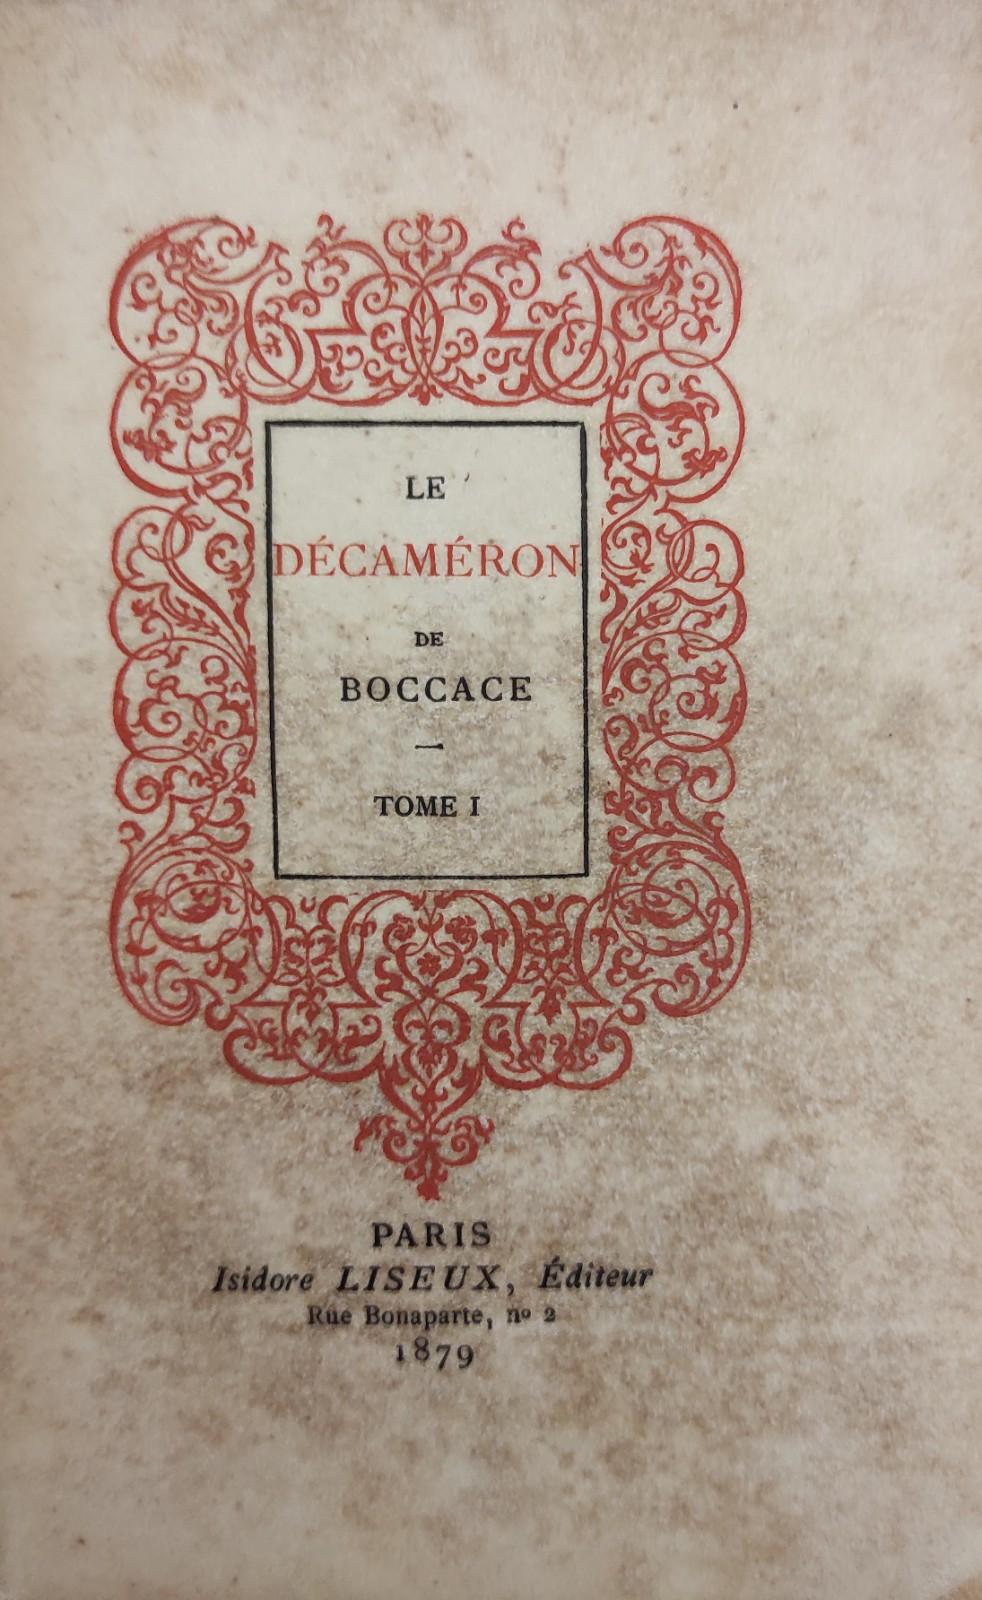 LE
DÉCAMÉRON
DE
BOCCACE
—
TOME I
PARIS
Isidore LISEUX, Éditeur
Rue Bonaparte, nº 2
1879